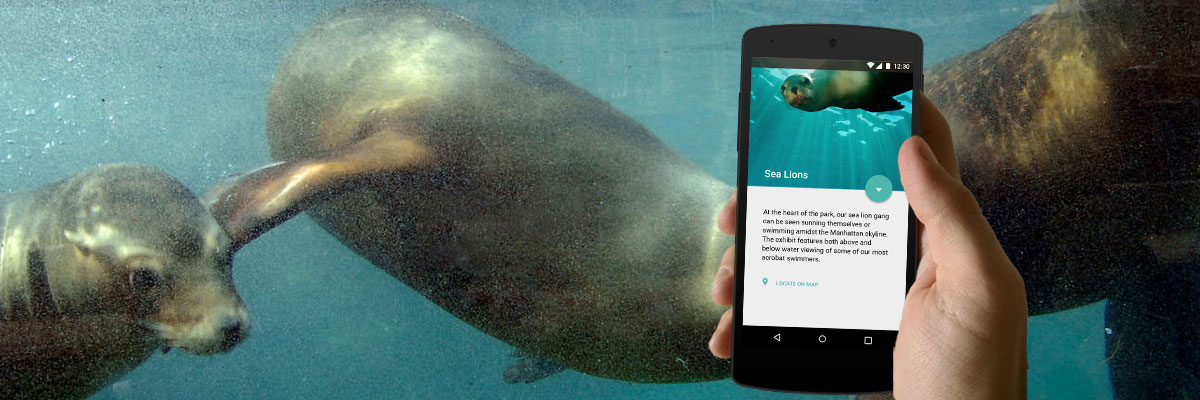 12:30
Sea Lions
At the heart of the park, our sea lion gang
can be seen sunning themselves or
swimming amidst the Manhattan skyline.
The exhibit features both above and
below water viewing of some of our most
acrobat swimmers.
LOCATE ON MAP